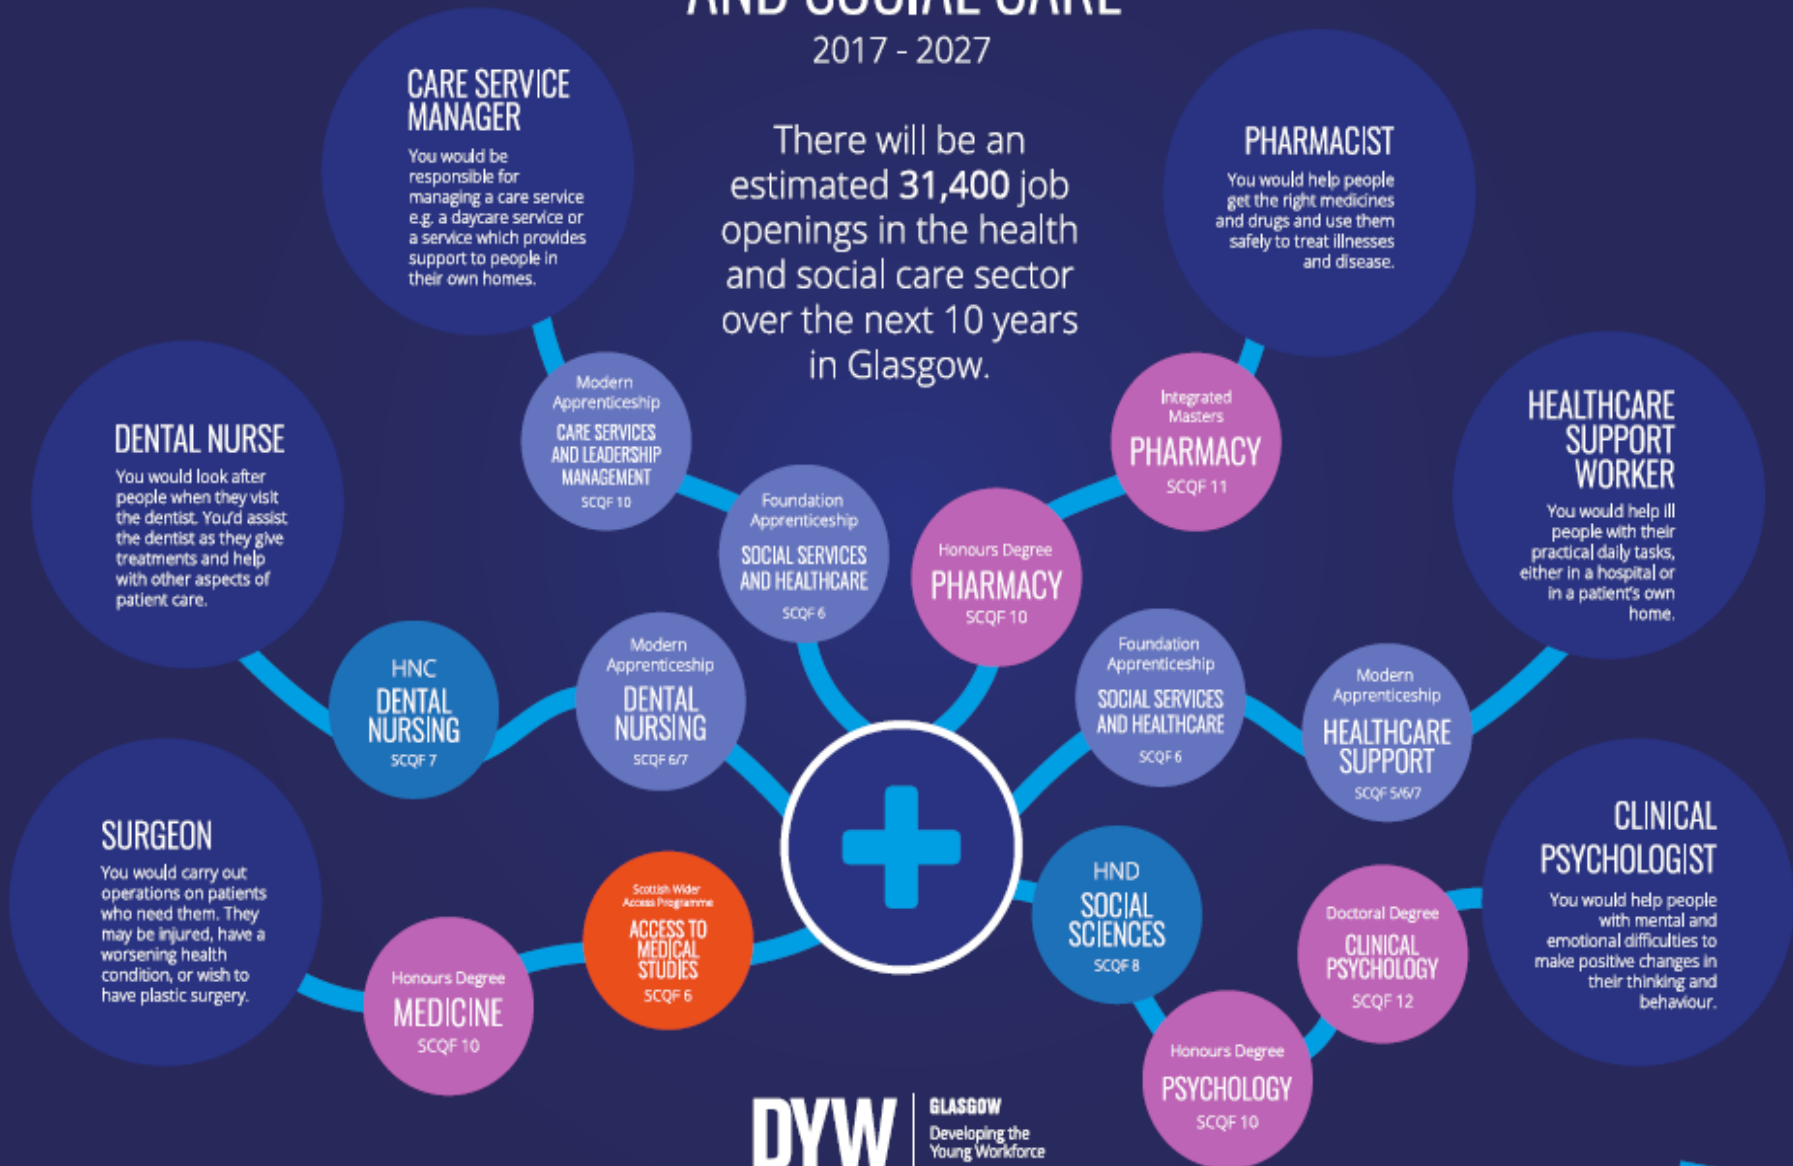 AND SOCIAL CARE
2017 - 2027
There will be an
estimated 31,400 job
openings in the health
and social care sector
over the next 10 years
in Glasgow.
CARE SERVICE
MANAGER
You would be
responsible for
managing a care service
e.g. a daycare service or
a service which provides
support to people in
their own homes.
Modern
Apprenticeship
CARE SERVICES
AND LEADERSHIP
MANAGEMENT
SCQF 10
Foundation
Apprenticeship
SOCIAL SERVICES
AND HEALTHCARE
SCQF 6
PHARMACIST
You would help people
get the right medicines
and drugs and use them
safely to treat illnesses
and disease.
Integrated
Masters
PHARMACY
SCQF 11
Honours Degree
PHARMACY
SCQF 10
DENTAL NURSE
You would look after
people when they visit
the dentist. You'd assist
the dentist as they give
treatments and help
with other aspects of
patient care.
HNC
DENTAL
NURSING
SCQF 7
Modern
Apprenticeship
DENTAL
NURSING
SCQF 6/7
HEALTHCARE
SUPPORT
WORKER
You would help ill
people with their
practical daily tasks,
either in a hospital or
in a patient's own
home.
Foundation
Apprenticeship
SOCIAL SERVICES
AND HEALTHCARE
SCQF 6
Modern
Apprenticeship
HEALTHCARE
SUPPORT
SCQF 5/6/7
SURGEON
You would carry out
operations on patients
who need them. They
may be injured, have a
worsening health
condition, or wish to
have plastic surgery.
Honours Degree
MEDICINE
SCQF 10
Scottish Wider
Access Programme
ACCESS TO
MEDICAL
STUDIES
SCQF 6
HND
SOCIAL
SCIENCES
SCQF 8
Honours Degree
PSYCHOLOGY
SCQF 10
Doctoral Degree
CLINICAL
PSYCHOLOGY
SCQF 12
CLINICAL
PSYCHOLOGIST
You would help people
with mental and
emotional difficulties to
make positive changes in
their thinking and
behaviour.
DYW
GLASGOW
Developing the
Young Workforce